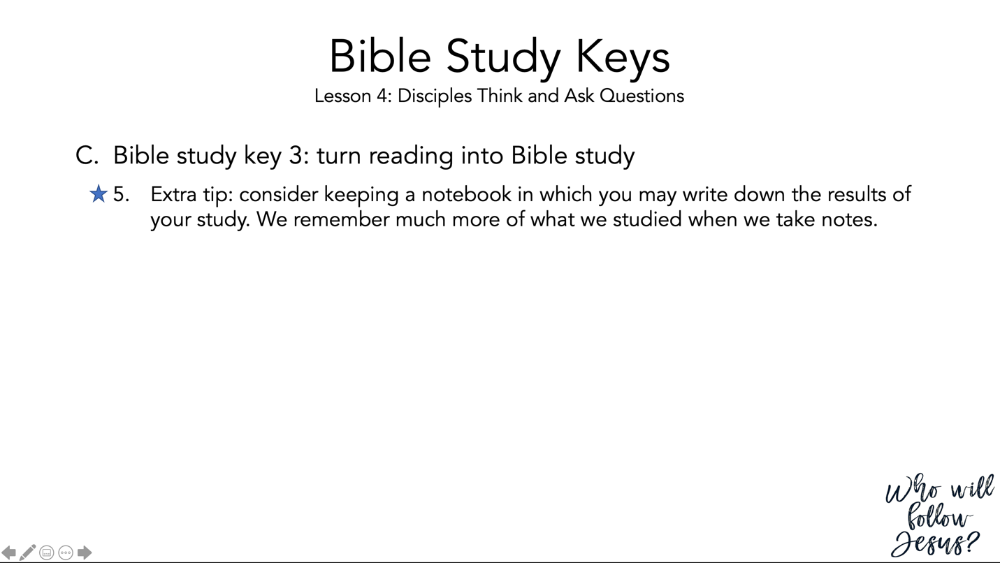 Bible Study Keys
Lesson 4: Disciples Think and Ask Questions
C. Bible study key 3: turn reading into Bible study
5. Extra tip: consider keeping a notebook in which you may write down the results of
your study. We remember much more of what we studied when we take notes.
Who will
follow
Jesus?